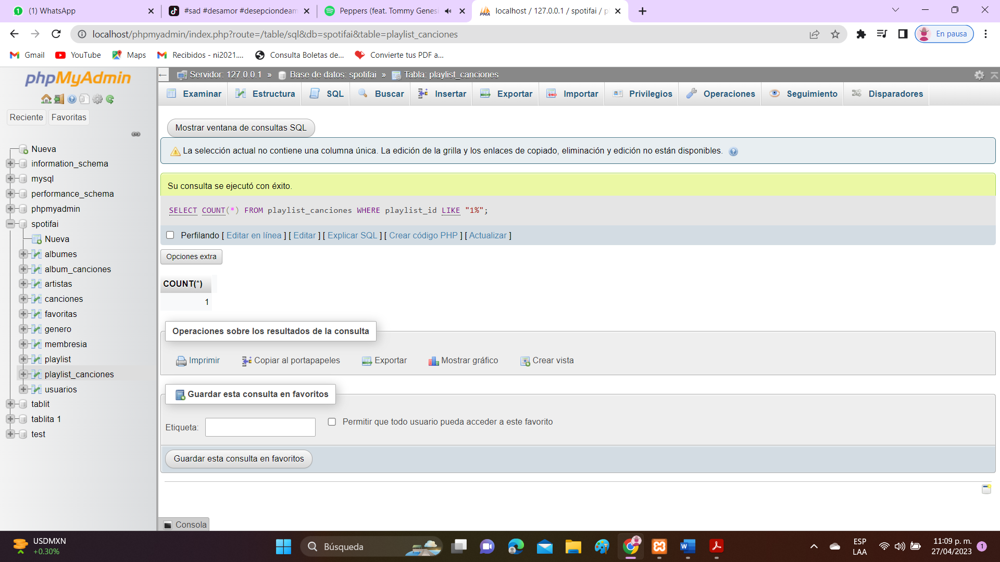 (1) WhatsApp
#sad #desamor #desepciondeam
Peppers (feat. Tommy Genesi
localhost / 127.0.0.1 / spotifai / p
localhost/phpmyadmin/index.php?route=/table/sql&db=spotifai&table=playlist_canciones
En pausa
Gmail
YouTube
Maps
Recibidos - ni2021....
Consulta Boletas de...
Convierte tus PDF a...
phpMyAdmin
Reciente
Favoritas
Nueva
information_schema
mysql
performance_schema
phpmyadmin
spotifai
Nueva
albumes
album_canciones
artistas
canciones
favoritas
genero
membresia
playlist
playlist_canciones
usuarios
tablit
tablita 1
test
Servidor: 127.0.0.1 » Base de datos: spotifai » Tabla: playlist_canciones
Examinar
Estructura
SQL
Buscar
Insertar
Exportar
Importar
Privilegios
Operaciones
Seguimiento
Disparadores
Mostrar ventana de consultas SQL
La selección actual no contiene una columna única. La edición de la grilla y los enlaces de copiado, eliminación y edición no están disponibles.
Su consulta se ejecutó con éxito.
SELECT COUNT(*) FROM playlist_canciones WHERE playlist_id LIKE "1%";
Perfilando [ Editar en línea ] [ Editar ] [ Explicar SQL ] [ Crear código PHP ] [ Actualizar ]
Opciones extra
COUNT(*)
1
Operaciones sobre los resultados de la consulta
Imprimir
Copiar al portapapeles
Exportar
Mostrar gráfico
Crear vista
Guardar esta consulta en favoritos
Etiqueta:
Permitir que todo usuario pueda acceder a este favorito
Guardar esta consulta en favoritos
Consola
USDMXN
+0.30%
Búsqueda
ESP
LAA
11:09 p. m.
27/04/2023
1